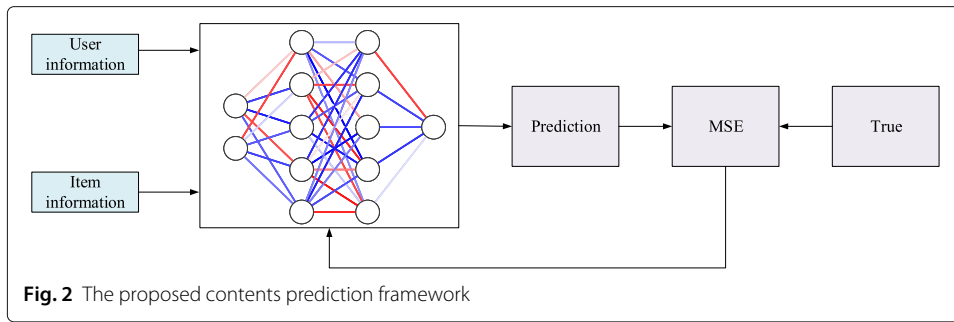 User
information
Item
information
Prediction
MSE
True
Fig. 2 The proposed contents prediction framework